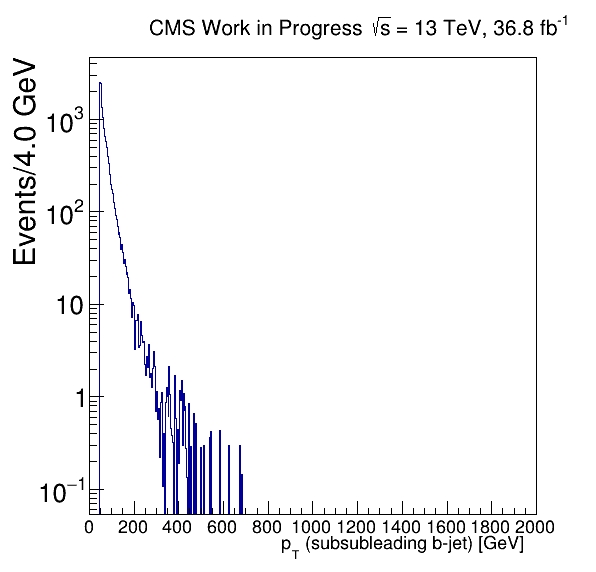 CMS Work in Progress √s = 13 TeV, 36.8 fb⁻¹
Events/4.0 GeV
10³
10²
10
1
10⁻¹
0 200 400 600 800 1000 1200 1400 1600 1800 2000
p_T (subsubleading b-jet) [GeV]